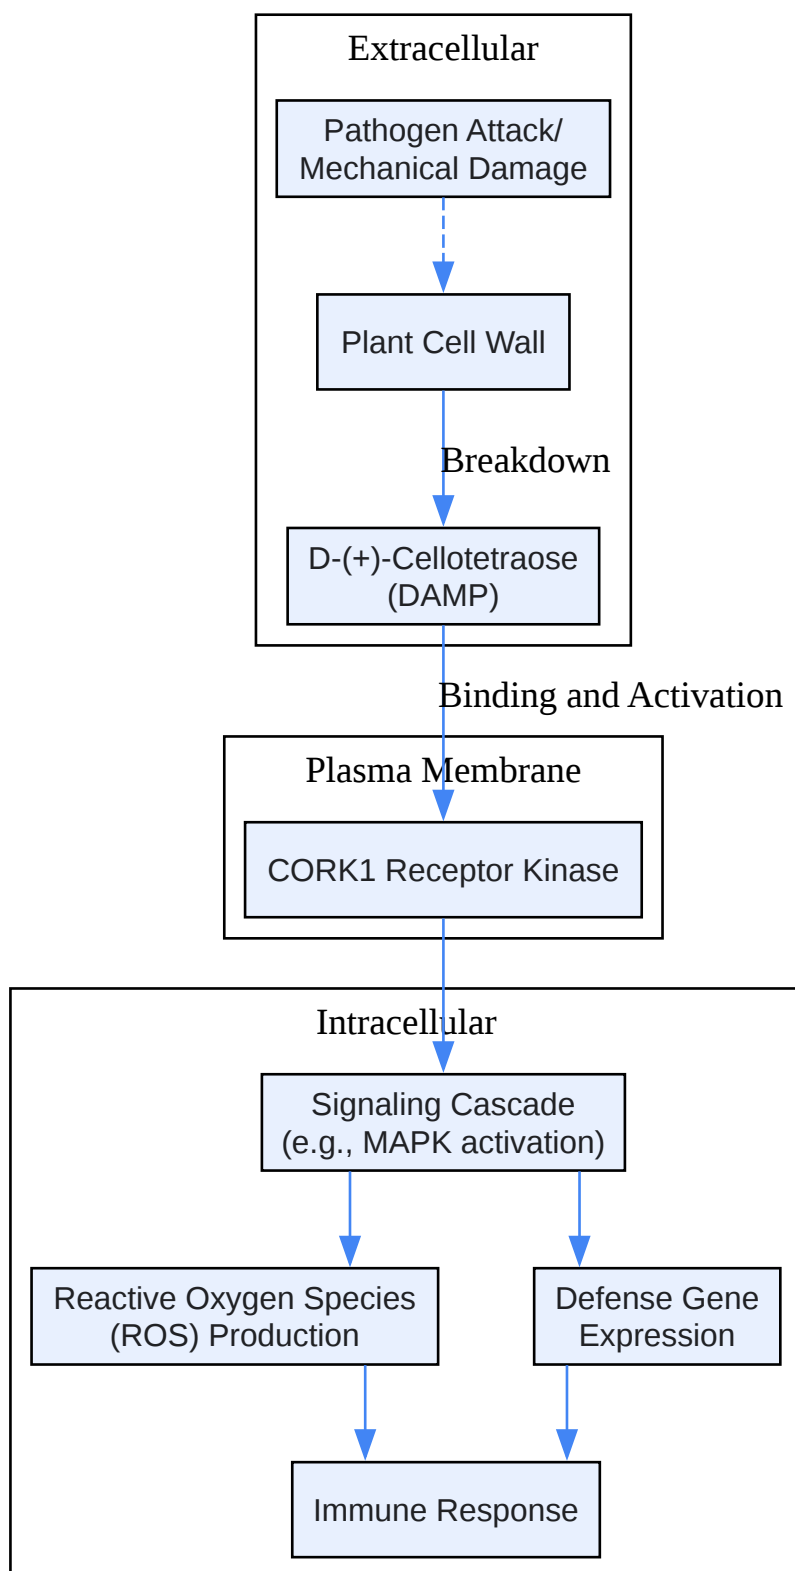 Extracellular
Pathogen Attack/
Mechanical Damage
Plant Cell Wall
Breakdown
D-(+)-Cellotetraose
(DAMP)
Binding and Activation
Plasma Membrane
CORK1 Receptor Kinase
Intracellular
Signaling Cascade
(e.g., MAPK activation)
Reactive Oxygen Species
(ROS) Production
Defense Gene
Expression
Immune Response